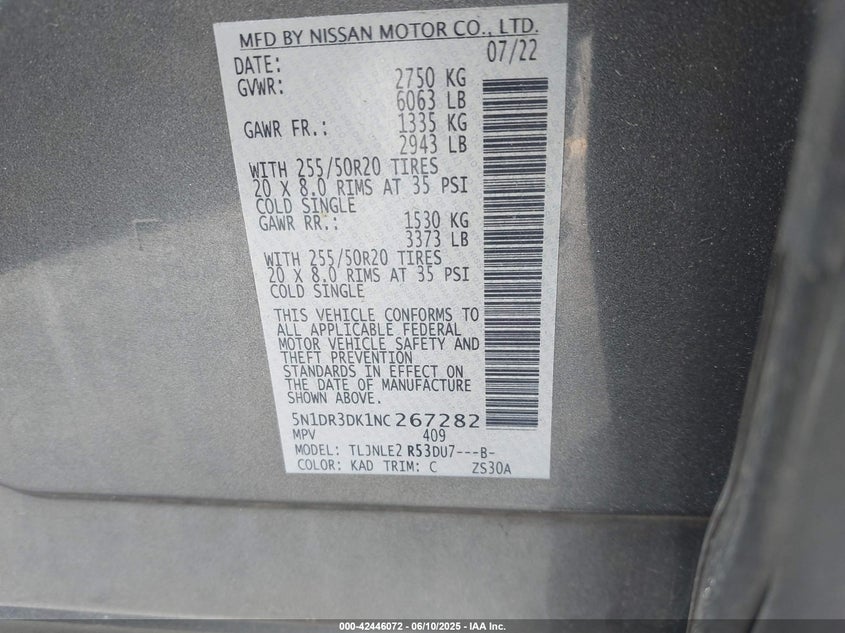 MFD BY NISSAN MOTOR CO., LTD.
DATE: 07/22
GVWR: 2750 KG
6063 LB
GAWR FR.: 1335 KG
2943 LB
WITH 255/50R20 TIRES
20 X 8.0 RIMS AT 35 PSI
COLD SINGLE
GAWR RR.: 1530 KG
3373 LB
WITH 255/50R20 TIRES
20 X 8.0 RIMS AT 35 PSI
COLD SINGLE
THIS VEHICLE CONFORMS TO
ALL APPLICABLE FEDERAL
MOTOR VEHICLE SAFETY AND
THEFT PREVENTION
STANDARDS IN EFFECT ON
THE DATE OF MANUFACTURE
SHOWN ABOVE.
5N1DR3DK1NC267282
MPV 409
MODEL: TLJNLE2 R53DU7---B-
COLOR: KAD TRIM: C ZS30A
000-42446072 - 06/10/2025 - IAA Inc.